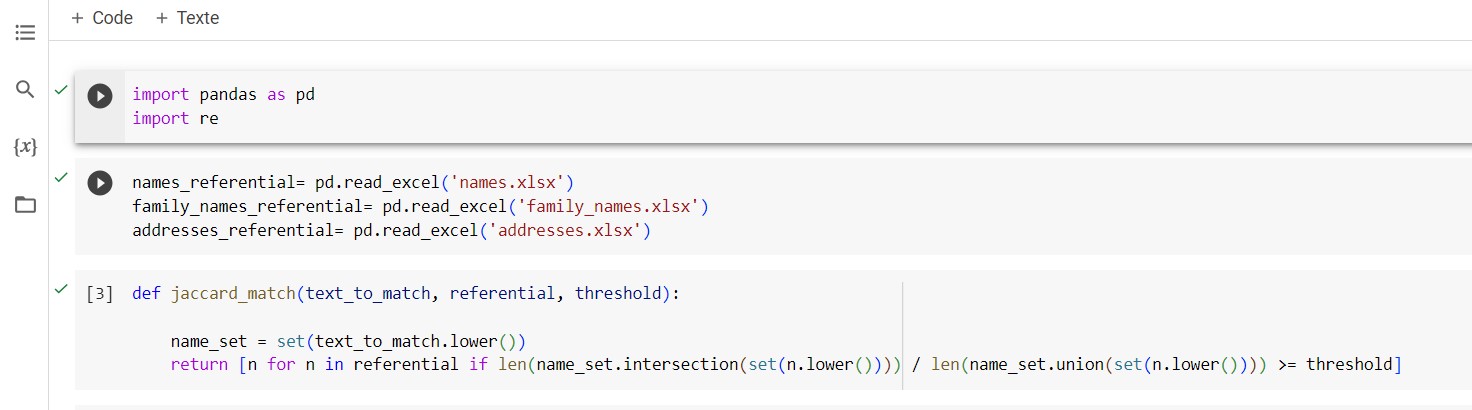 + Code + Texte
import pandas as pd
import re
{x}
names_referential= pd.read_excel('names.xlsx')
family_names_referential= pd.read_excel('family_names.xlsx')
addresses_referential= pd.read_excel('addresses.xlsx')
[3] def jaccard_match(text_to_match, referential, threshold):
name_set = set(text_to_match.lower())
return [n for n in referential if len(name_set.intersection(set(n.lower()))) / len(name_set.union(set(n.lower()))) >= threshold]